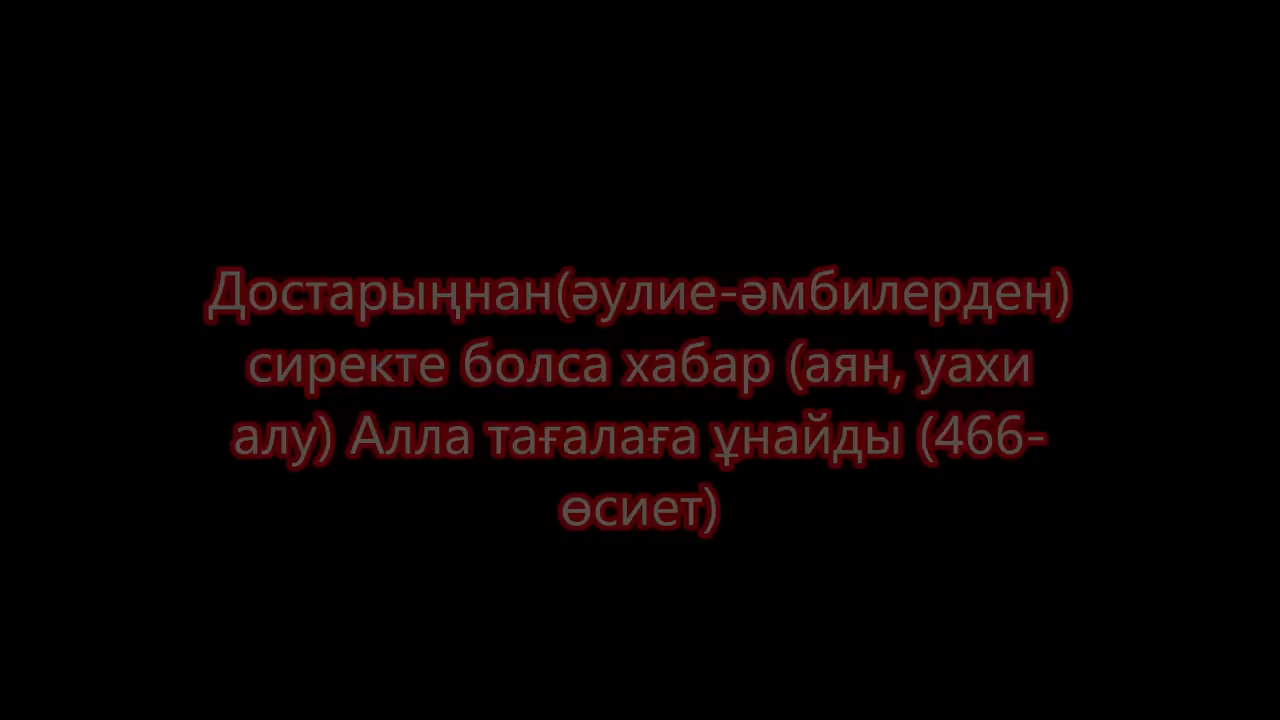 Достарыңнан(әулие-әмбилерден)
сиректе болса хабар (аян, уахи
алу) Алла тағалаға ұнайды (466-
өсиет)